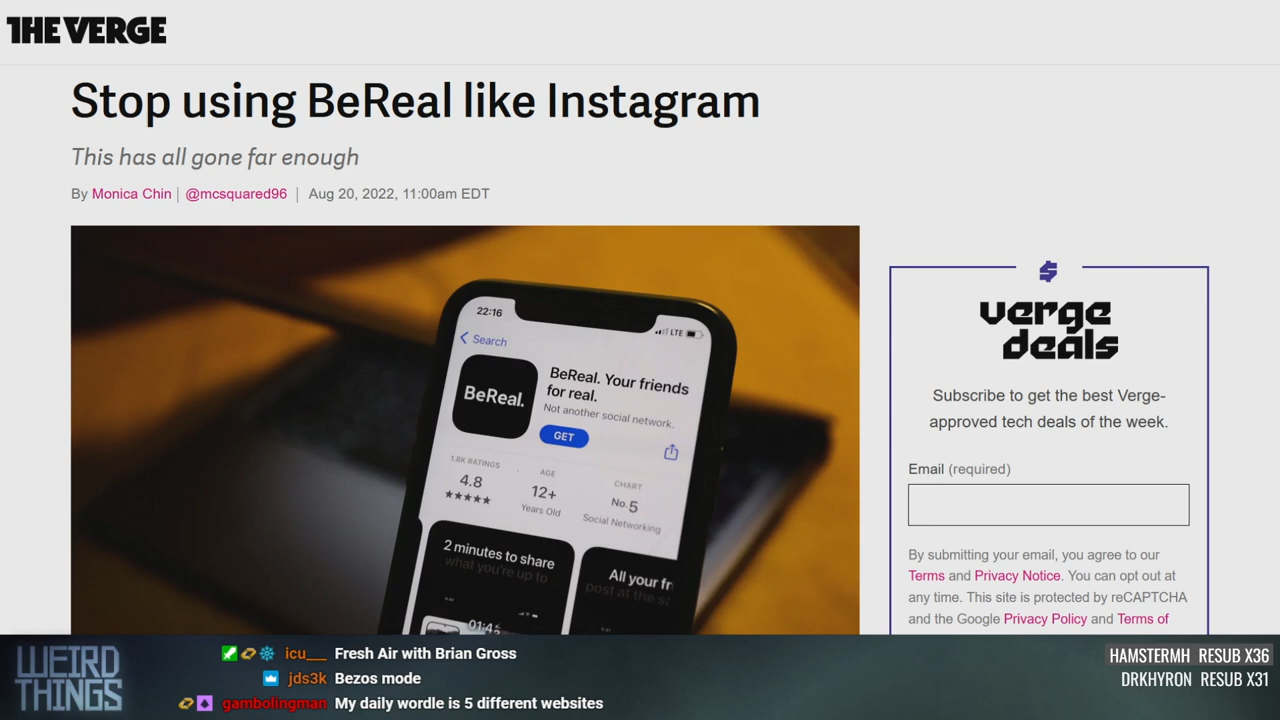 THE VERGE
Stop using BeReal like Instagram
This has all gone far enough
By Monica Chin | @mcsquared96 | Aug 20, 2022, 11:00am EDT
22:16
LTE
Search
BeReal.
BeReal. Your friends
for real.
Not another social network.
GET
1.8K RATINGS
4.8
★★★★★
AGE
12+
Years Old
CHART
No.5
Social Networking
2 minutes to share
what you're up to
All your fri
post at the sa
01:4
$
verge
deals
Subscribe to get the best Verge-
approved tech deals of the week.
Email (required)
By submitting your email, you agree to our
Terms and Privacy Notice. You can opt out at
any time. This site is protected by reCAPTCHA
and the Google Privacy Policy and Terms of
WEIRD
THINGS
icu___ Fresh Air with Brian Gross
jds3k Bezos mode
gambolingman My daily wordle is 5 different websites
HAMSTERMH RESUB X36
DRKHYRON RESUB X31